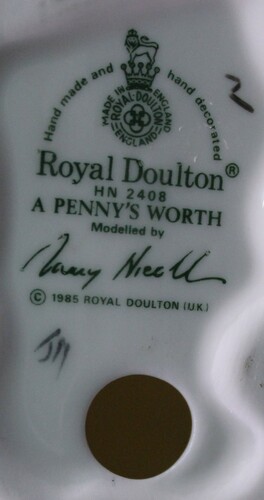 Hand made and hand decorated
MADE IN ENGLAND
ROYAL·DOULTON
ENGLAND
Royal Doulton®
HN 2408
A PENNY'S WORTH
Modelled by
© 1985 ROYAL DOULTON (U.K.)
JM